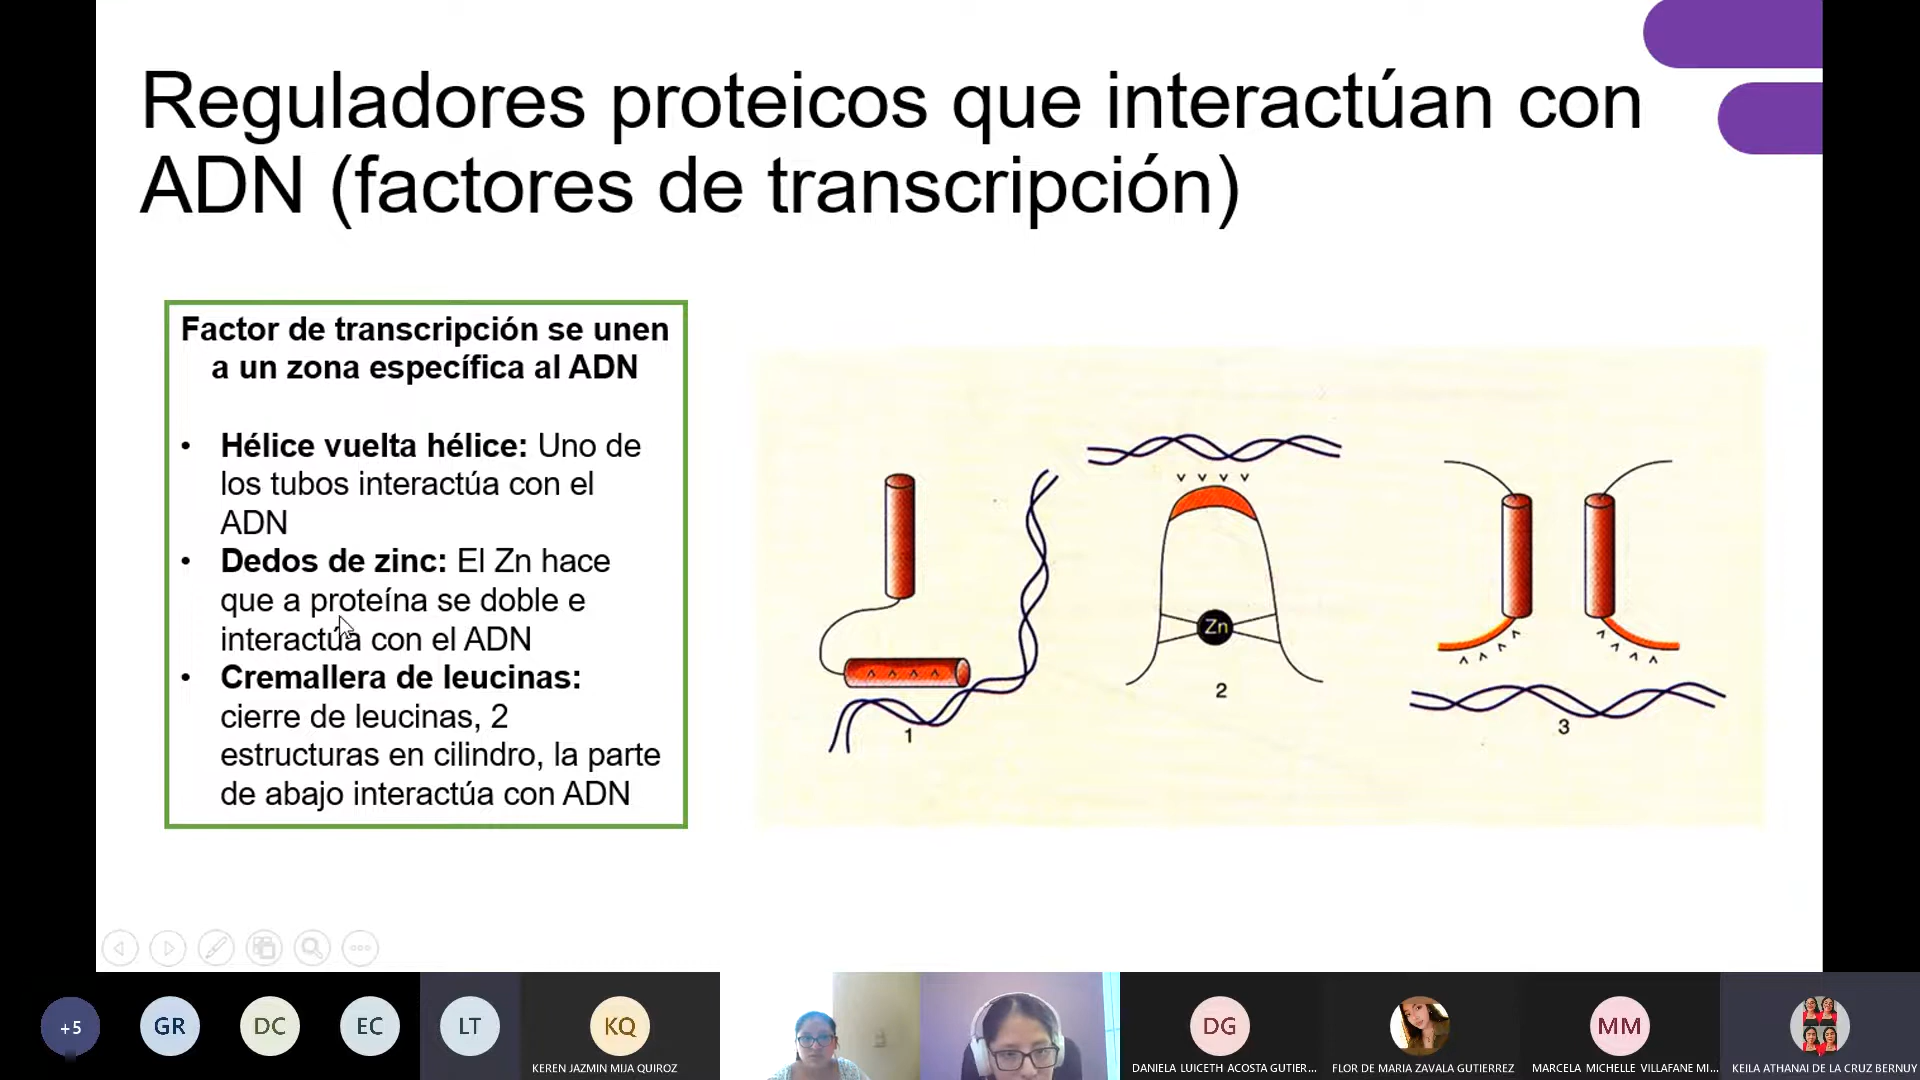 Reguladores proteicos que interactúan con
ADN (factores de transcripción)
Factor de transcripción se unen
a un zona específica al ADN
• Hélice vuelta hélice: Uno de
los tubos interactúa con el
ADN
• Dedos de zinc: El Zn hace
que a proteína se doble e
interactúa con el ADN
• Cremallera de leucinas:
cierre de leucinas, 2
estructuras en cilindro, la parte
de abajo interactúa con ADN
1
Zn
2
3
+5
GR
DC
EC
LT
KQ
KEREN JAZMIN MIJA QUIROZ
DG
DANIELA LUICETH ACOSTA GUTIER...
FLOR DE MARIA ZAVALA GUTIERREZ
MM
MARCELA MICHELLE VILLAFANE MI...
KEILA ATHANAI DE LA CRUZ BERNUY